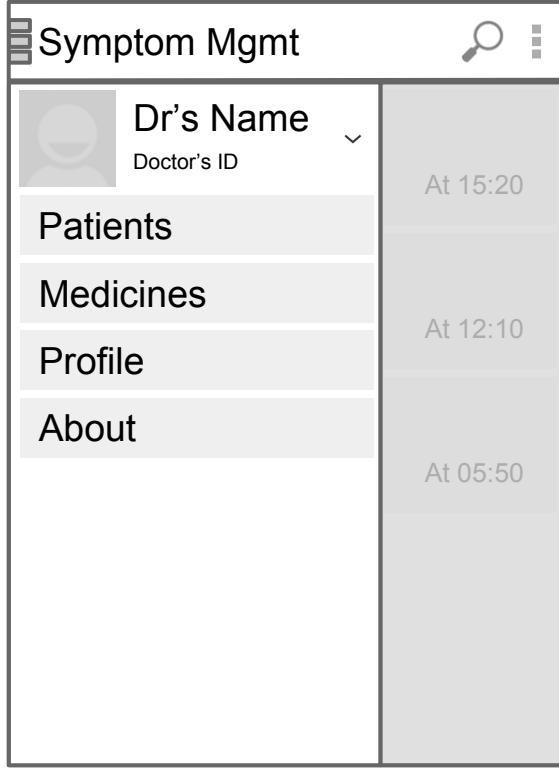 Symptom Mgmt
Dr’s Name
Doctor’s ID
Patients
Medicines
Profile
About
At 15:20
At 12:10
At 05:50